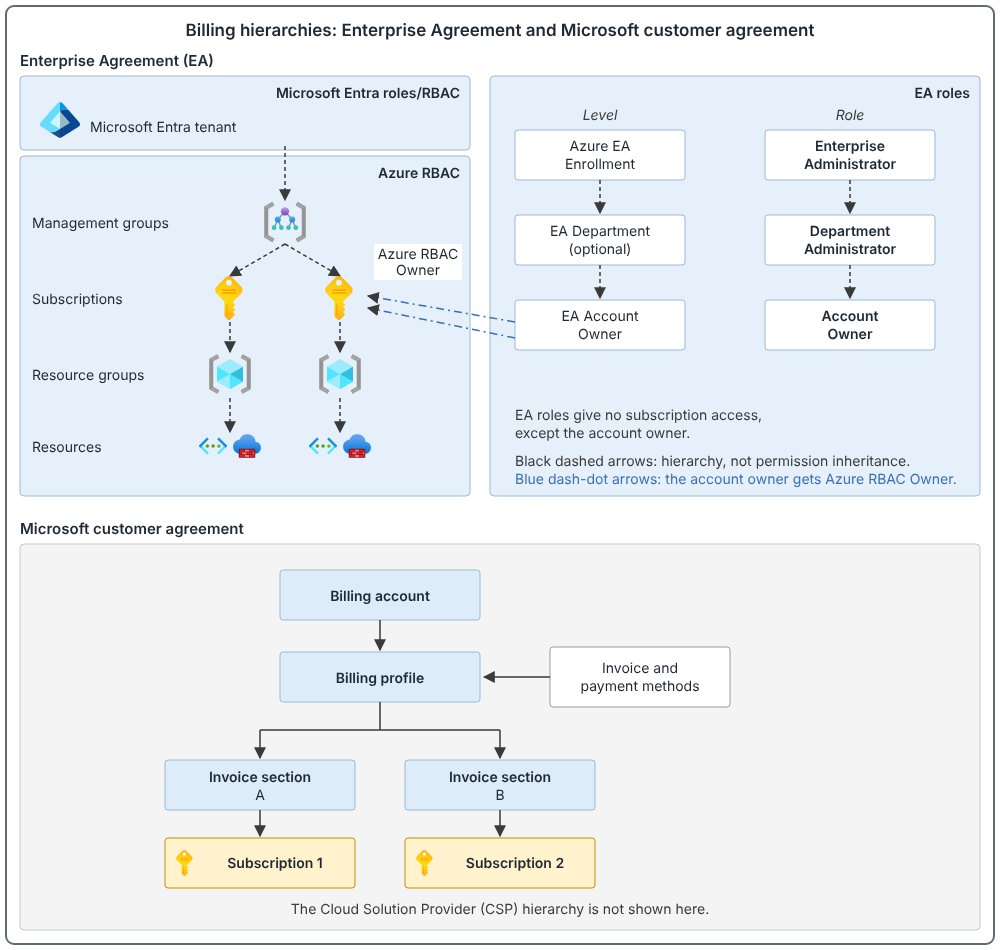 Billing hierarchies: Enterprise Agreement and Microsoft customer agreement
Enterprise Agreement (EA)
Microsoft Entra roles/RBAC
Microsoft Entra tenant
Azure RBAC
Management groups
Azure RBAC
Owner
Subscriptions
Resource groups
Resources
EA roles
Level
Role
Azure EA
Enrollment
Enterprise
Administrator
EA Department
(optional)
Department
Administrator
EA Account
Owner
Account
Owner
EA roles give no subscription access,
except the account owner.
Black dashed arrows: hierarchy, not permission inheritance.
Blue dash-dot arrows: the account owner gets Azure RBAC Owner.
Microsoft customer agreement
Billing account
Billing profile
Invoice and
payment methods
Invoice section
A
Invoice section
B
Subscription 1
Subscription 2
The Cloud Solution Provider (CSP) hierarchy is not shown here.